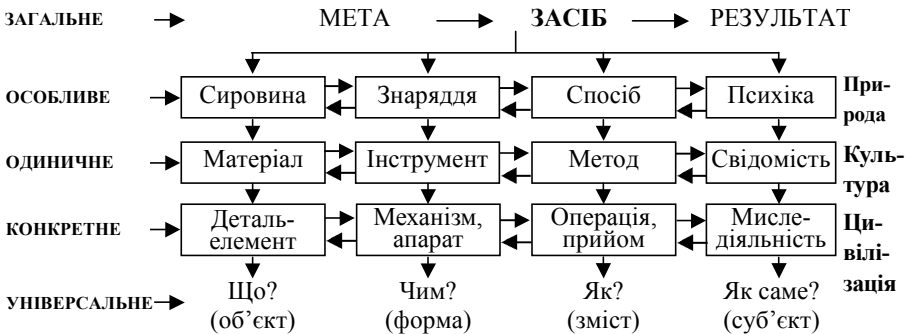 ЗАГАЛЬНЕ МЕТА ЗАСІБ РЕЗУЛЬТАТ
ОСОБЛИВЕ Сировина Знаряддя Спосіб Психіка При-
рода
ОДИНИЧНЕ Матеріал Інструмент Метод Свідомість Куль-
тура
КОНКРЕТНЕ Деталь- Механізм, Операція, Мисле- Ци-
елемент апарат прийом діяльність вілі-
зація
УНІВЕРСАЛЬНЕ Що? Чим? Як? Як саме?
(об’єкт) (форма) (зміст) (суб’єкт)